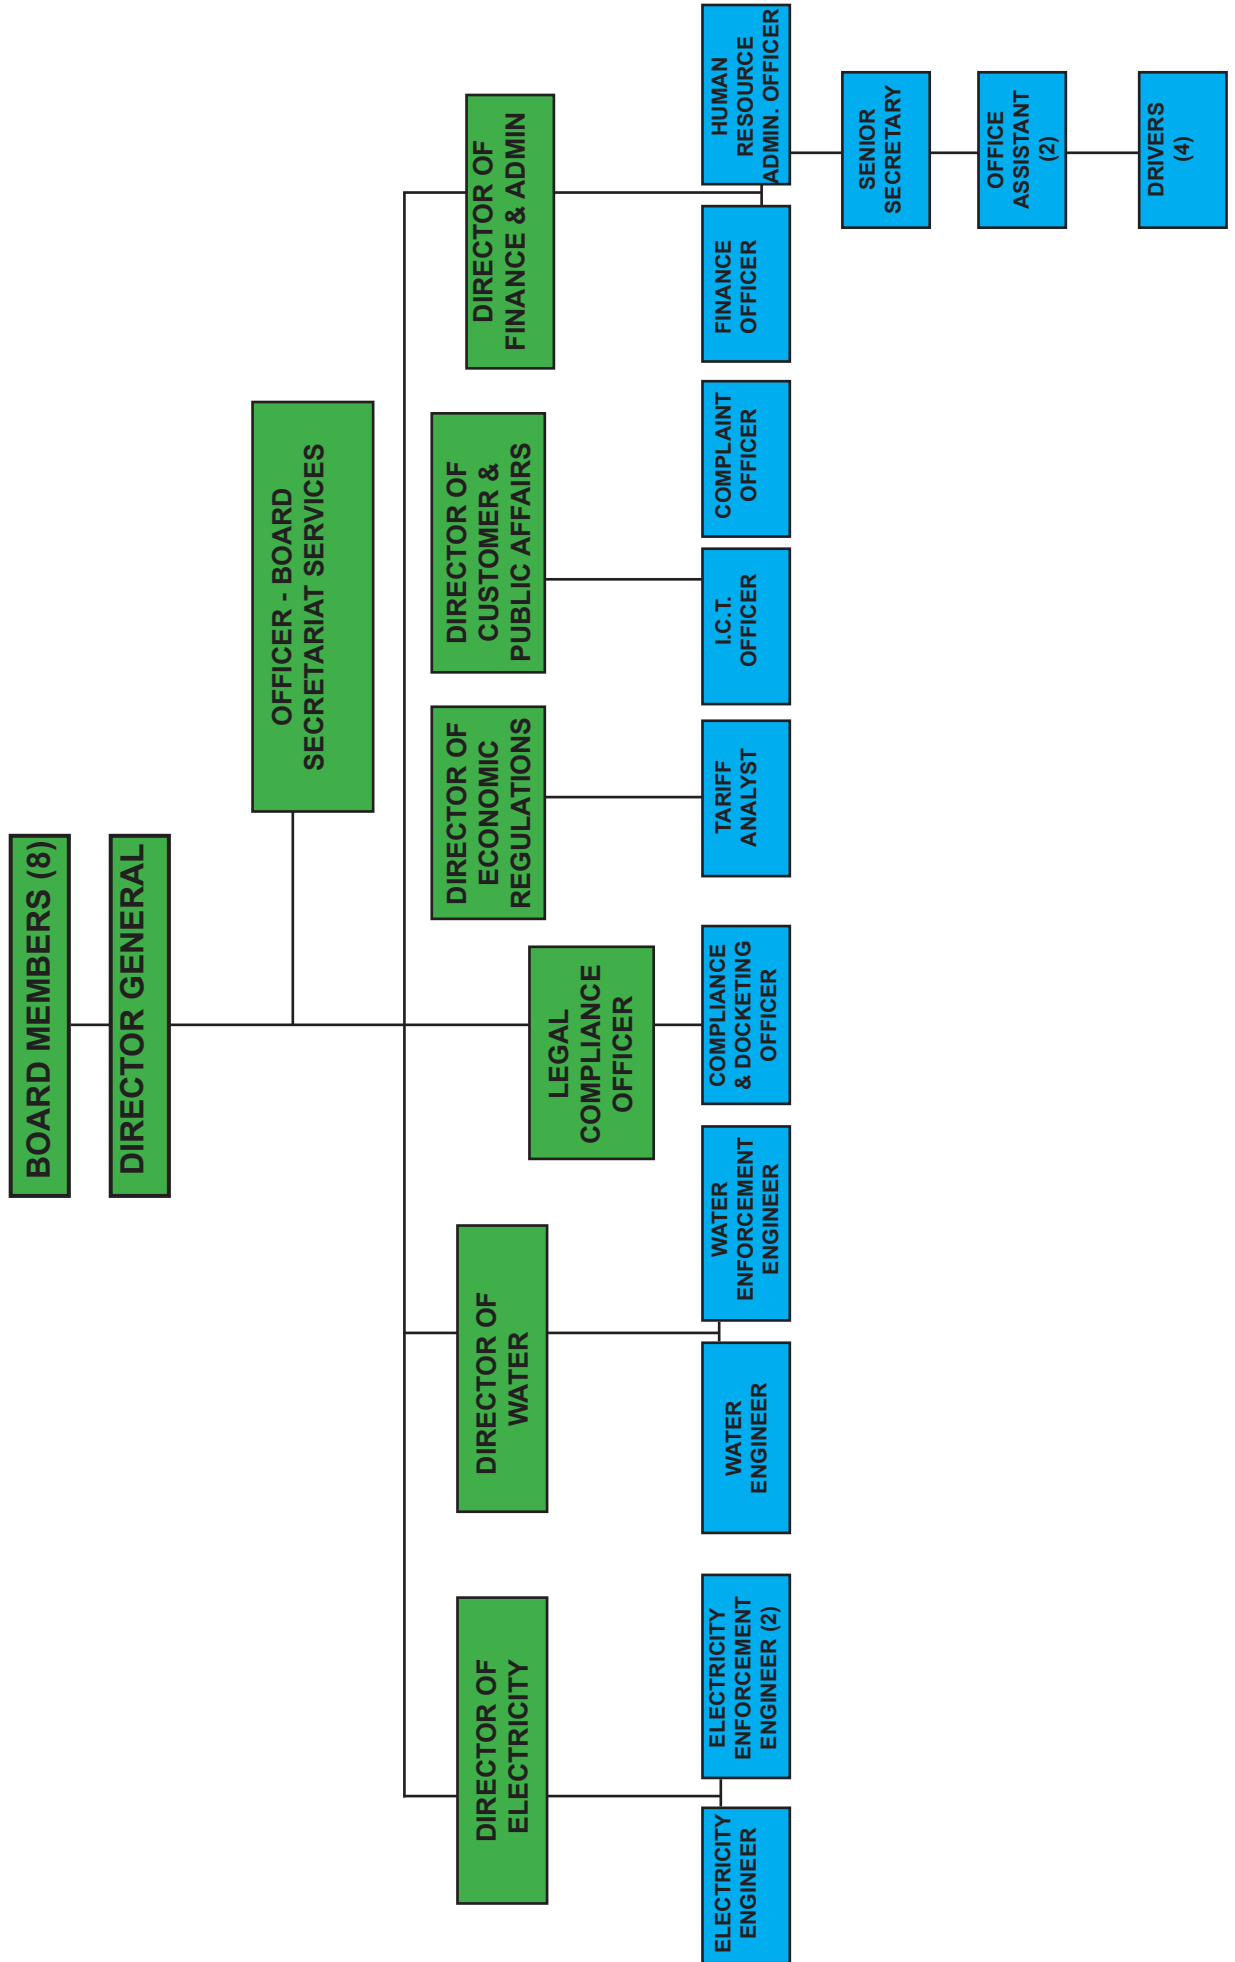 BOARD MEMBERS (8)
DIRECTOR GENERAL
OFFICER - BOARD
SECRETARIAT SERVICES
DIRECTOR OF
ELECTRICITY
DIRECTOR OF
WATER
LEGAL
COMPLIANCE
OFFICER
DIRECTOR OF
ECONOMIC
REGULATIONS
DIRECTOR OF
CUSTOMER &
PUBLIC AFFAIRS
DIRECTOR OF
FINANCE & ADMIN
ELECTRICITY
ENGINEER
ELECTRICITY
ENFORCEMENT
ENGINEER (2)
WATER
ENGINEER
WATER
ENFORCEMENT
ENGINEER
COMPLIANCE
& DOCKETING
OFFICER
TARIFF
ANALYST
I.C.T.
OFFICER
COMPLAINT
OFFICER
FINANCE
OFFICER
HUMAN
RESOURCE
ADMIN. OFFICER
SENIOR
SECRETARY
OFFICE
ASSISTANT
(2)
DRIVERS
(4)